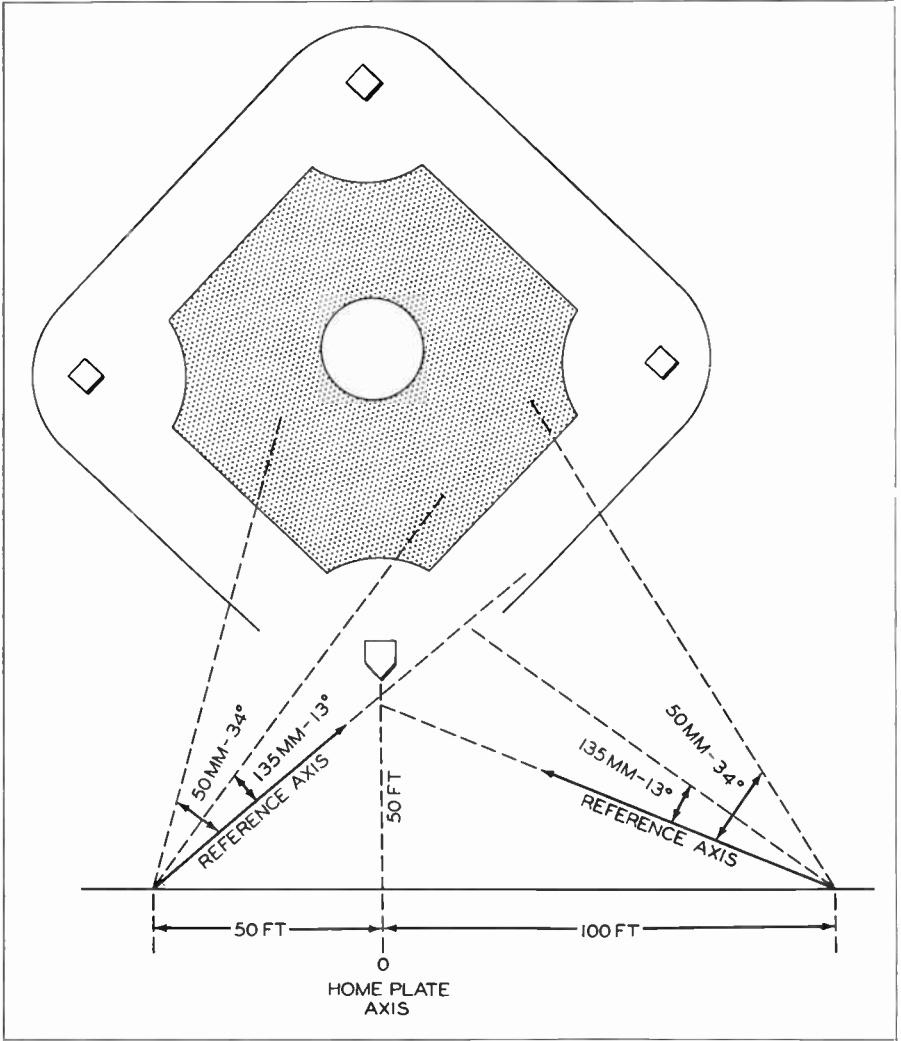 50MM-34°
135MM-13°
REFERENCE AXIS
50 FT
50MM-34°
135MM-13°
REFERENCE AXIS
50 FT
100 FT
0
HOME PLATE
AXIS